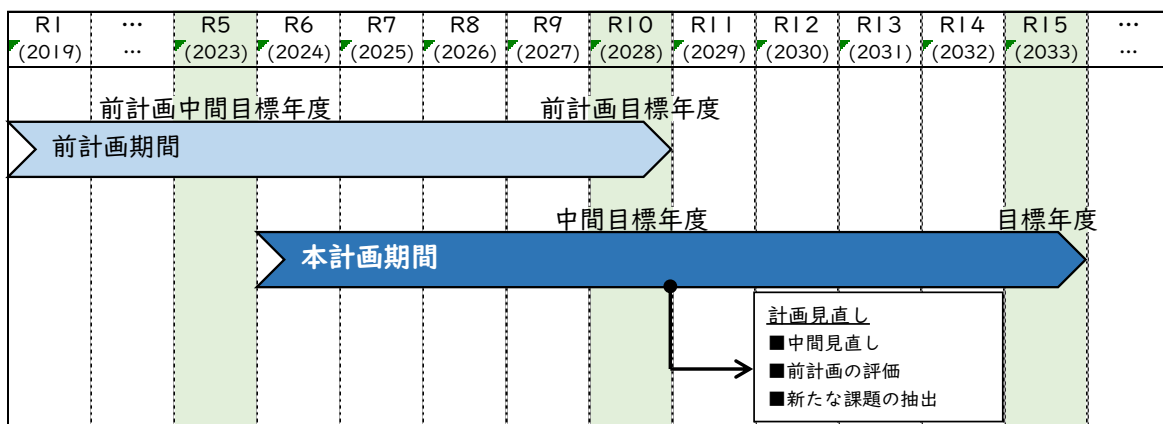 R1 … R5 R6 R7 R8 R9 R10 R11 R12 R13 R14 R15 …
(2019) … (2023) (2024) (2025) (2026) (2027) (2028) (2029) (2030) (2031) (2032) (2033) …
前計画中間目標年度 前計画目標年度
前計画期間
中間目標年度 目標年度
本計画期間
計画見直し
■中間見直し
■前計画の評価
■新たな課題の抽出